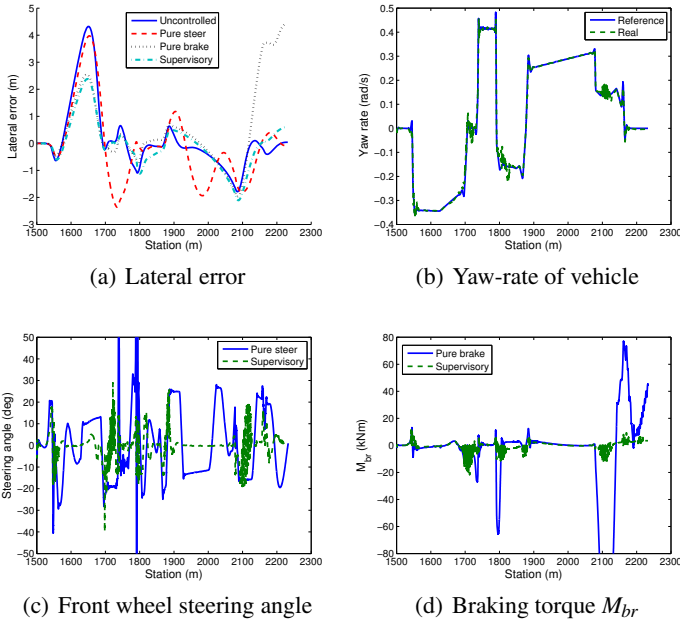 Uncontrolled
Pure steer
Pure brake
Supervisory
5
4
3
2
1
0
−1
−2
−3
Lateral error (m)
1500 1600 1700 1800 1900 2000 2100 2200 2300
Station (m)
(a) Lateral error
Reference
Real
0.5
0.4
0.3
0.2
0.1
0
−0.1
−0.2
−0.3
−0.4
Yaw rate (rad/s)
1500 1600 1700 1800 1900 2000 2100 2200 2300
Station (m)
(b) Yaw-rate of vehicle
Pure steer
Supervisory
50
40
30
20
10
0
−10
−20
−30
−40
−50
Steering angle (deg)
1500 1600 1700 1800 1900 2000 2100 2200 2300
Station (m)
(c) Front wheel steering angle
Pure brake
Supervisory
80
60
40
20
0
−20
−40
−60
−80
M_br (kNm)
1500 1600 1700 1800 1900 2000 2100 2200 2300
Station (m)
(d) Braking torque M_br